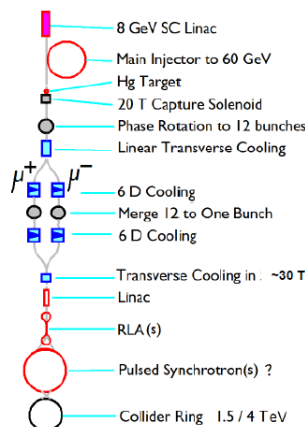 8 GeV SC Linac
Main Injector to 60 GeV
Hg Target
20 T Capture Solenoid
Phase Rotation to 12 bunches
Linear Transverse Cooling
μ+ μ−
6 D Cooling
Merge 12 to One Bunch
6 D Cooling
Transverse Cooling in ~30 T
Linac
RLA(s)
Pulsed Synchrotron(s) ?
Collider Ring 1.5 / 4 TeV